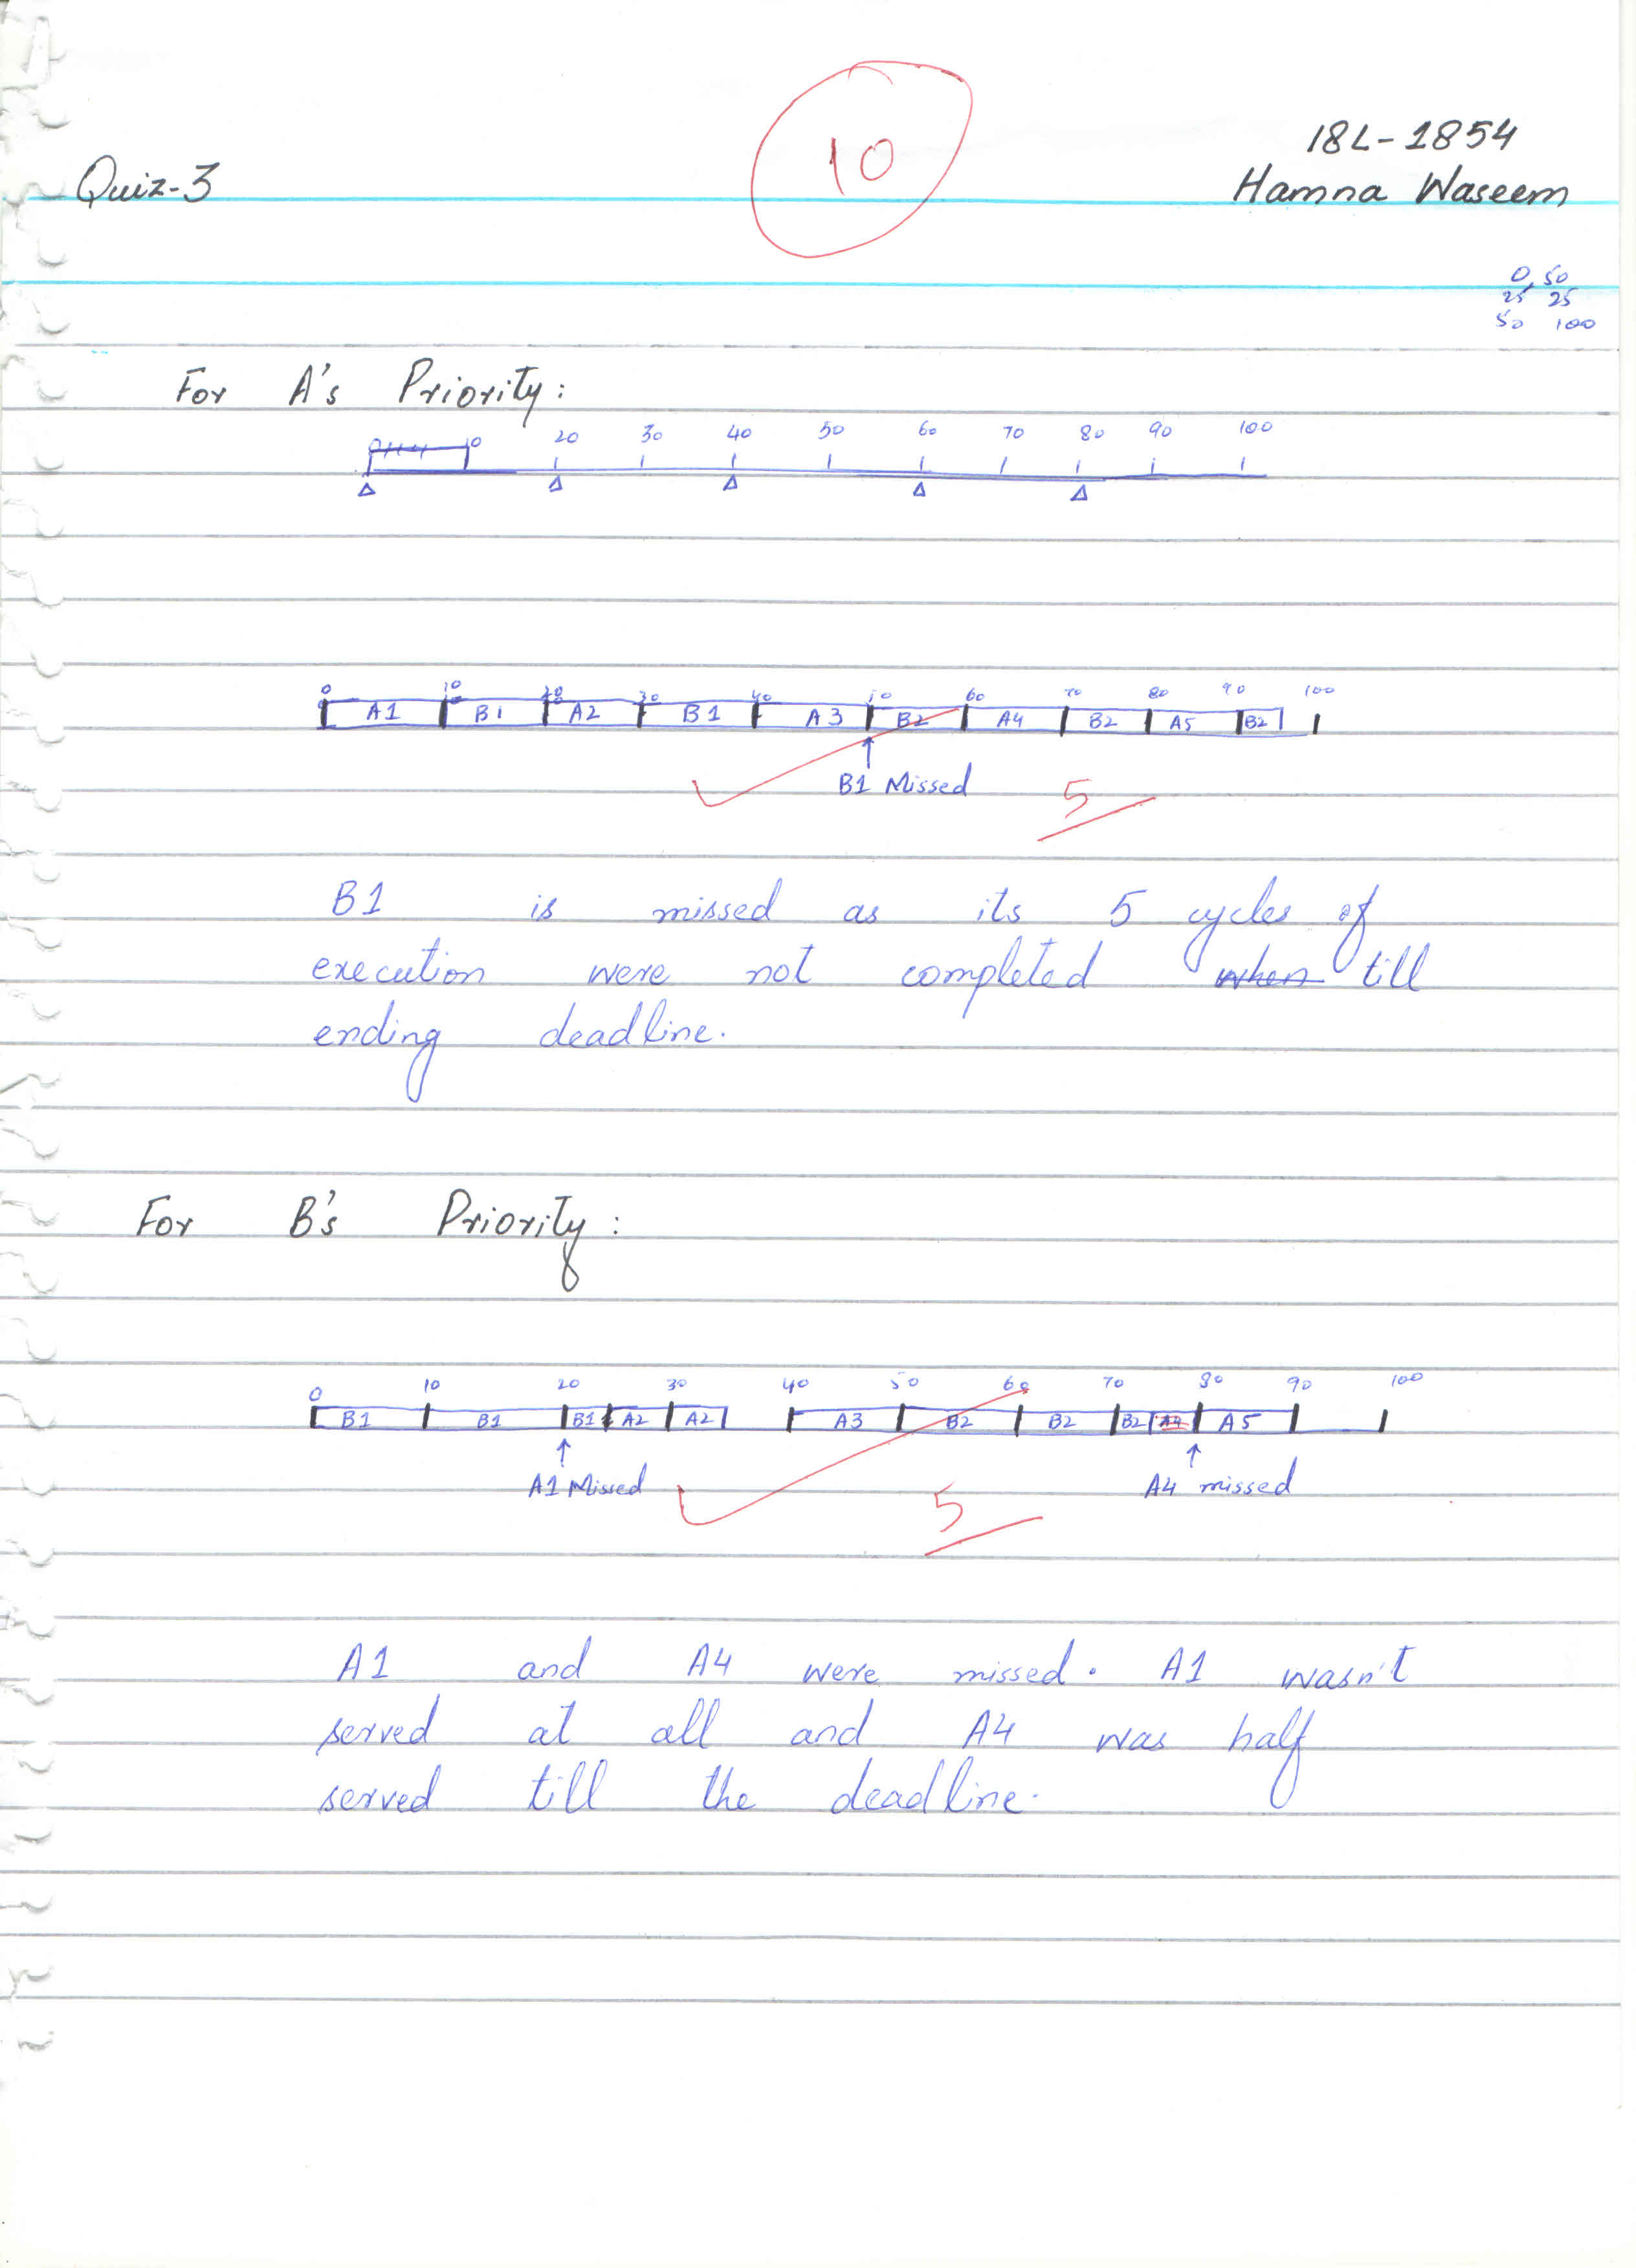 10
18L-1854
Quiz-3
Hamna Waseem
0, 50
25 25
50 100
For A's Priority:
10 20 30 40 50 60 70 80 90 100
0 10 20 30 40 50 60 70 80 90 100
A1 B1 A2 B1 A3 B2 A4 B2 A5 B2
B1 Missed
5
B1 is missed as its 5 cycles of
execution were not completed when till
ending deadline.
For B's Priority:
0 10 20 30 40 50 60 70 80 90 100
B1 B1 B1 A2 A2 A3 B2 B2 B2 A4 A5
A1 Missed A4 missed
5
A1 and A4 were missed. A1 wasn't
served at all and A4 was half
served till the deadline.